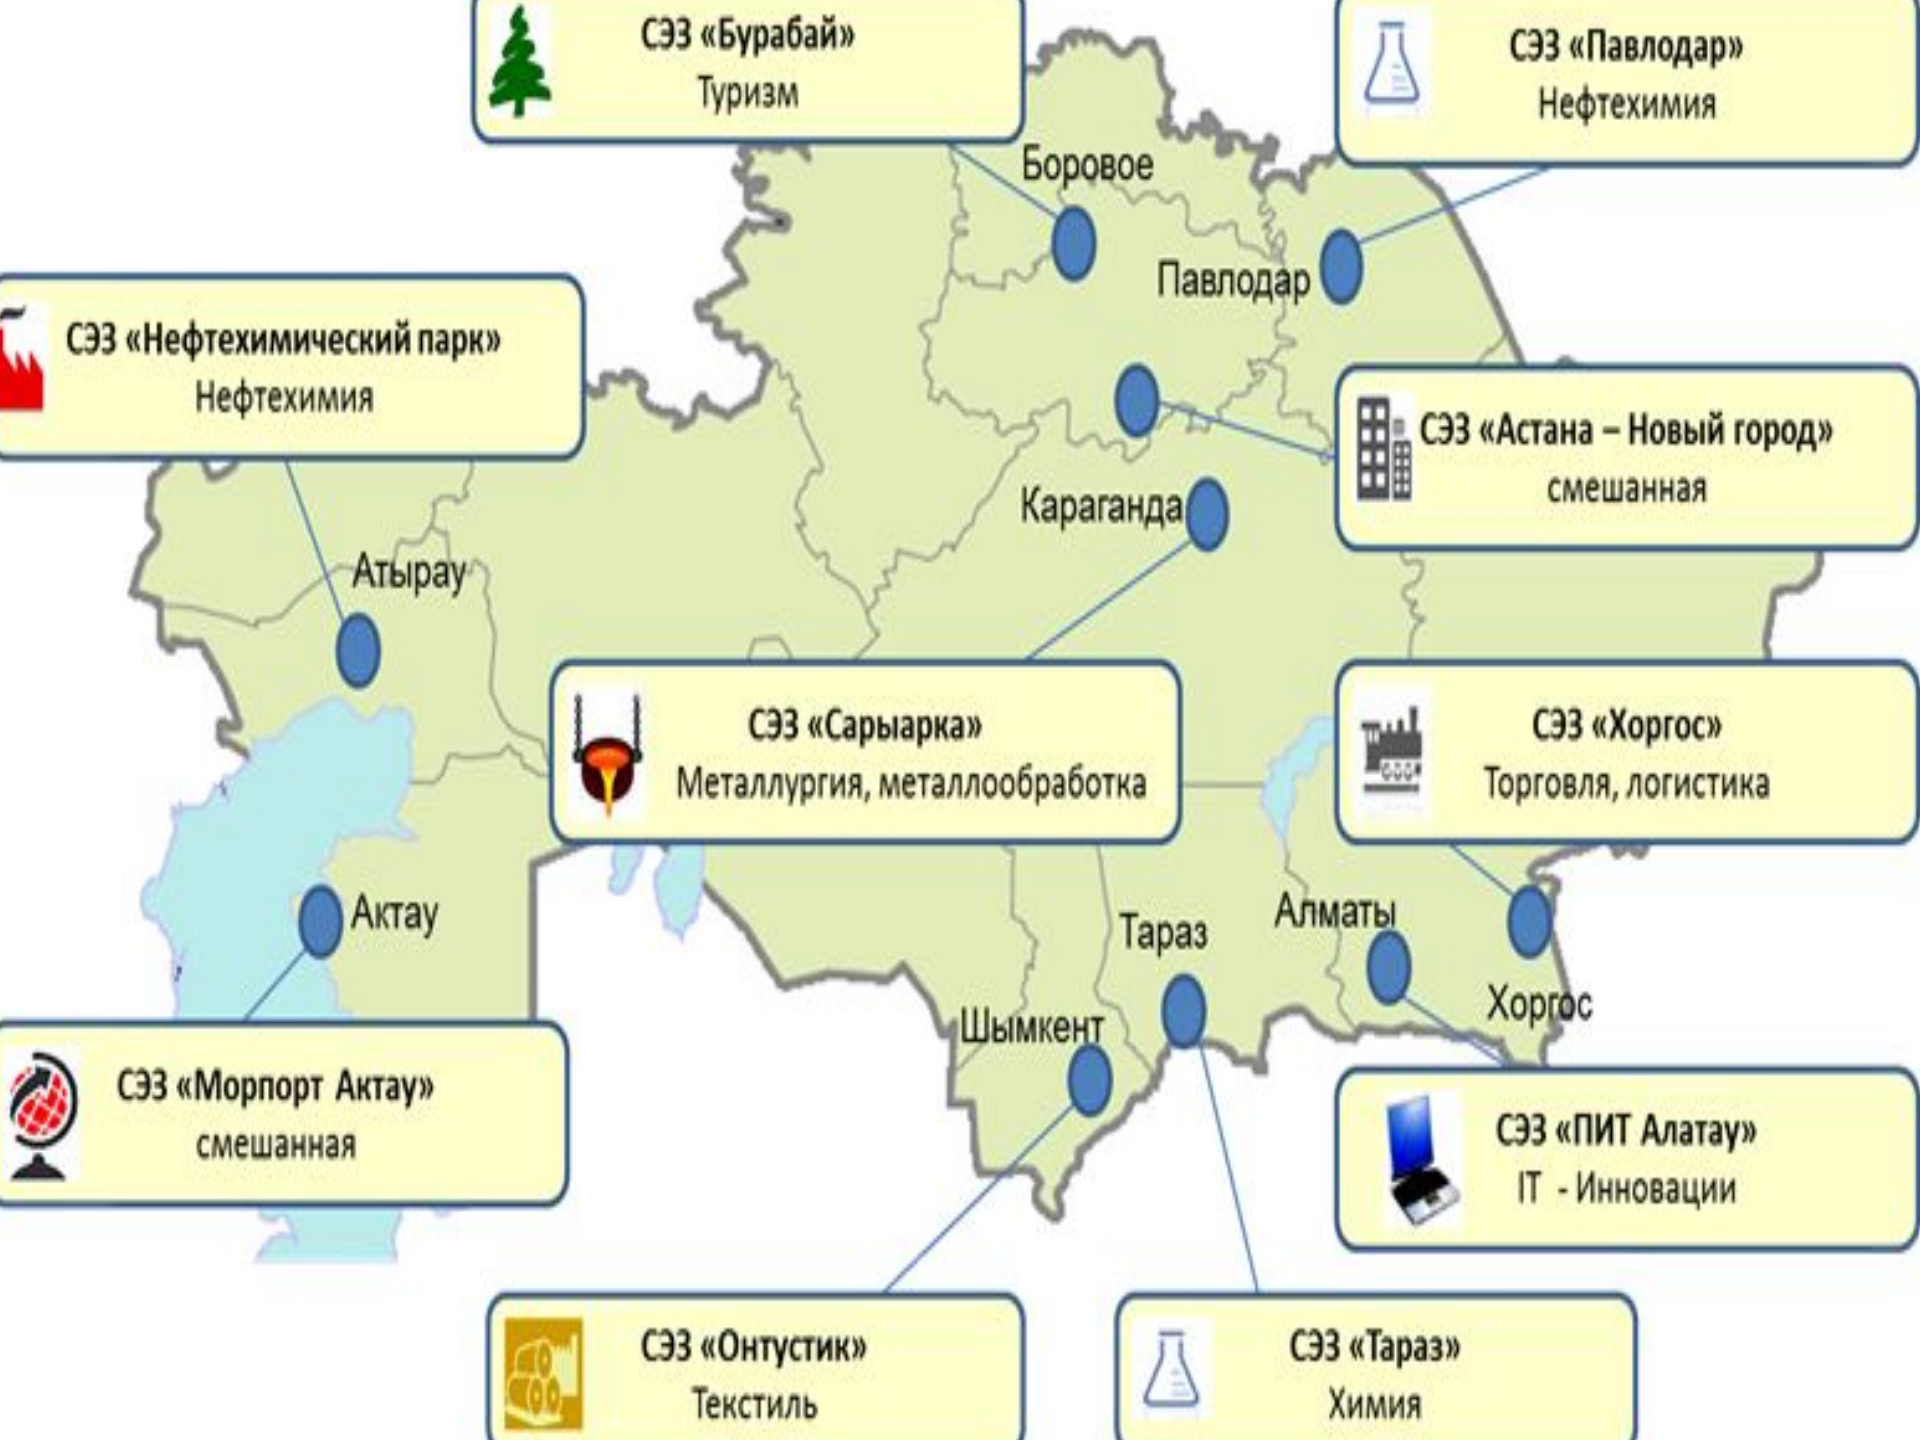 СЭЗ «Бурабай»
Туризм
СЭЗ «Павлодар»
Нефтехимия
Боровое
Павлодар
СЭЗ «Нефтехимический парк»
Нефтехимия
СЭЗ «Астана – Новый город»
смешанная
Караганда
Атырау
СЭЗ «Сарыарка»
Металлургия, металлообработка
СЭЗ «Хоргос»
Торговля, логистика
Актау
Тараз
Алматы
Хоргос
Шымкент
СЭЗ «Морпорт Актау»
смешанная
СЭЗ «ПИТ Алатау»
IT - Инновации
СЭЗ «Онтустик»
Текстиль
СЭЗ «Тараз»
Химия